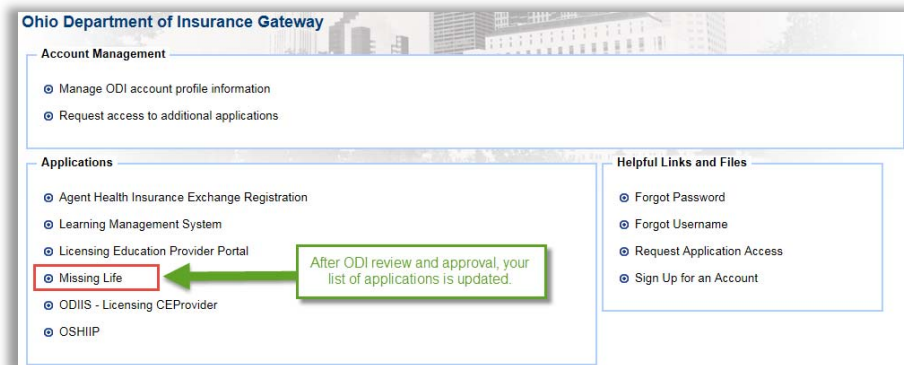 Ohio Department of Insurance Gateway
Account Management
Manage ODI account profile information
Request access to additional applications
Applications
Agent Health Insurance Exchange Registration
Learning Management System
Licensing Education Provider Portal
Missing Life
ODIIS - Licensing CEProvider
OSHIIP
After ODI review and approval, your
list of applications is updated.
Helpful Links and Files
Forgot Password
Forgot Username
Request Application Access
Sign Up for an Account